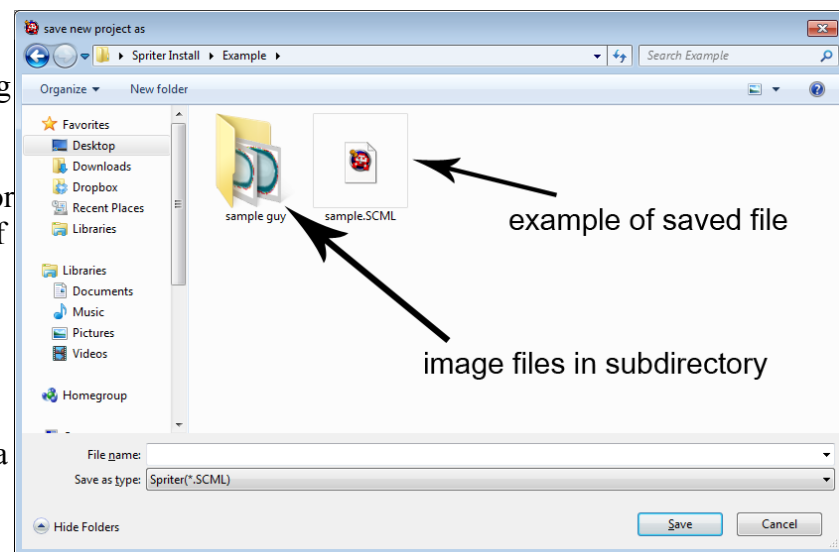 save new project as
Spriter Install Example
Search Example
g
Organize New folder
Favorites
Desktop
Downloads
Dropbox
Recent Places
Libraries
or
f
sample guy
sample.SCML
example of saved file
Libraries
Documents
Music
Pictures
Videos
image files in subdirectory
Homegroup
a
File name:
Save as type: Spriter(*.SCML)
Hide Folders
Save
Cancel